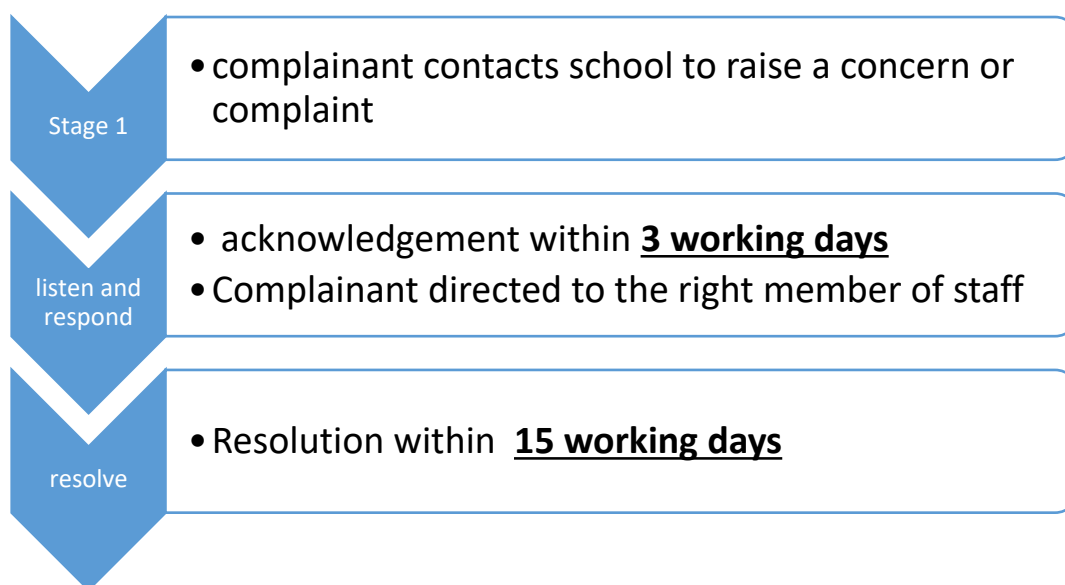 Stage 1
• complainant contacts school to raise a concern or
complaint
listen and
respond
• acknowledgement within 3 working days
• Complainant directed to the right member of staff
resolve
• Resolution within 15 working days